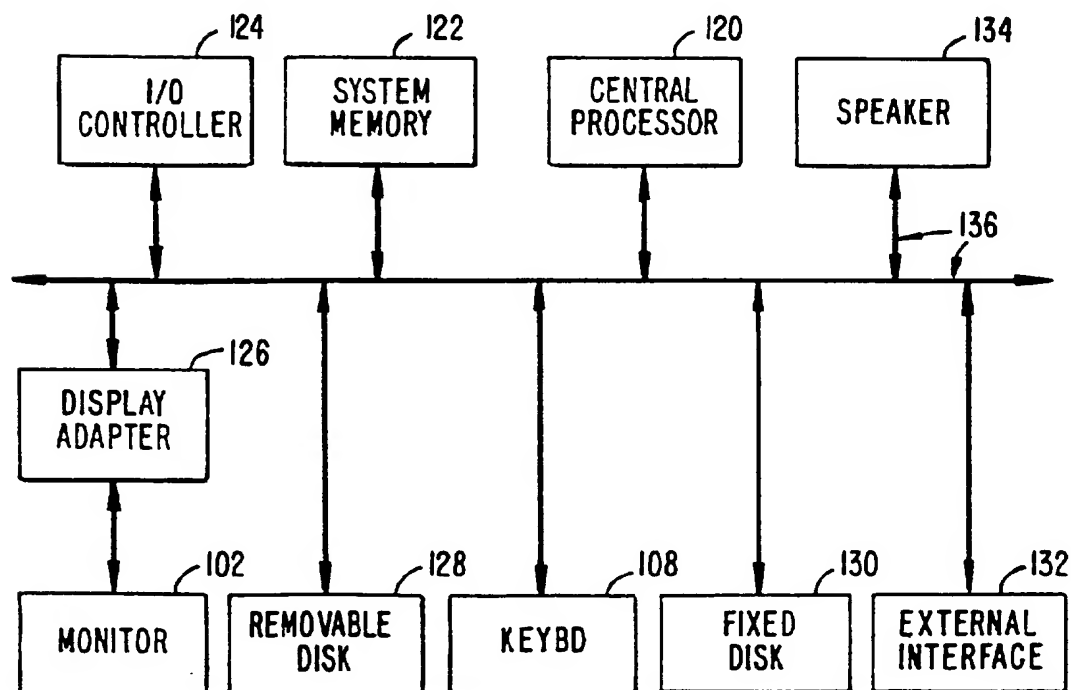 124
122
120
134
I/O
CONTROLLER
SYSTEM
MEMORY
CENTRAL
PROCESSOR
SPEAKER
136
126
DISPLAY
ADAPTER
102
128
108
130
132
MONITOR
REMOVABLE
DISK
KEYBD
FIXED
DISK
EXTERNAL
INTERFACE